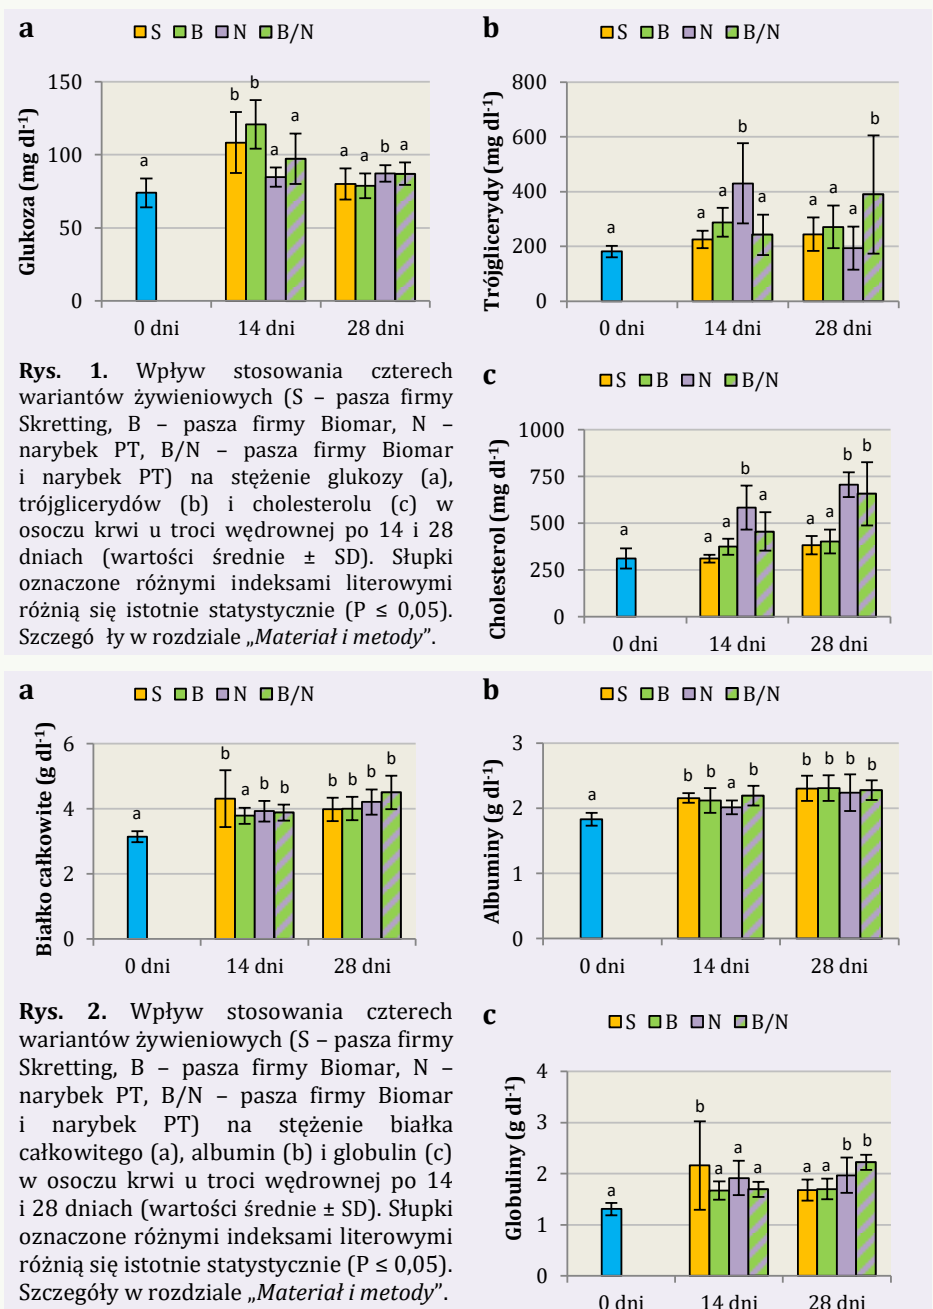 a
S B N B/N
Glukoza (mg dl-1)
150
100
50
0
a
b
b
a
a
a
a
b
a
0 dni 14 dni 28 dni
b
S B N B/N
Trójglicerydy (mg dl-1)
800
600
400
200
0
a
a
a
b
a
a
a
a
b
0 dni 14 dni 28 dni
Rys. 1. Wpływ stosowania czterech
wariantów żywieniowych (S – pasza firmy
Skretting, B – pasza firmy Biomar, N –
narybek PT, B/N – pasza firmy Biomar
i narybek PT) na stężenie glukozy (a),
trójglicerydów (b) i cholesterolu (c) w
osoczu krwi u troci wędrownej po 14 i 28
dniach (wartości średnie ± SD). Słupki
oznaczone różnymi indeksami literowymi
różnią się istotnie statystycznie (P ≤ 0,05).
Szczegó ły w rozdziale „Materiał i metody”.
c
S B N B/N
Cholesterol (mg dl-1)
1000
750
500
250
0
a
a
a
b
a
a
a
b
b
0 dni 14 dni 28 dni
a
S B N B/N
Białko całkowite (g dl-1)
6
4
2
0
a
b
a
b
b
b
b
b
b
0 dni 14 dni 28 dni
b
S B N B/N
Albuminy (g dl-1)
3
2
1
0
a
b
b
a
b
b
b
b
b
0 dni 14 dni 28 dni
Rys. 2. Wpływ stosowania czterech
wariantów żywieniowych (S – pasza firmy
Skretting, B – pasza firmy Biomar, N –
narybek PT, B/N – pasza firmy Biomar
i narybek PT) na stężenie białka
całkowitego (a), albumin (b) i globulin (c)
w osoczu krwi u troci wędrownej po 14
i 28 dniach (wartości średnie ± SD). Słupki
oznaczone różnymi indeksami literowymi
różnią się istotnie statystycznie (P ≤ 0,05).
Szczegóły w rozdziale „Materiał i metody”.
c
S B N B/N
Globuliny (g dl-1)
4
3
2
1
0
a
b
a
a
a
a
a
b
b
0 dni 14 dni 28 dni